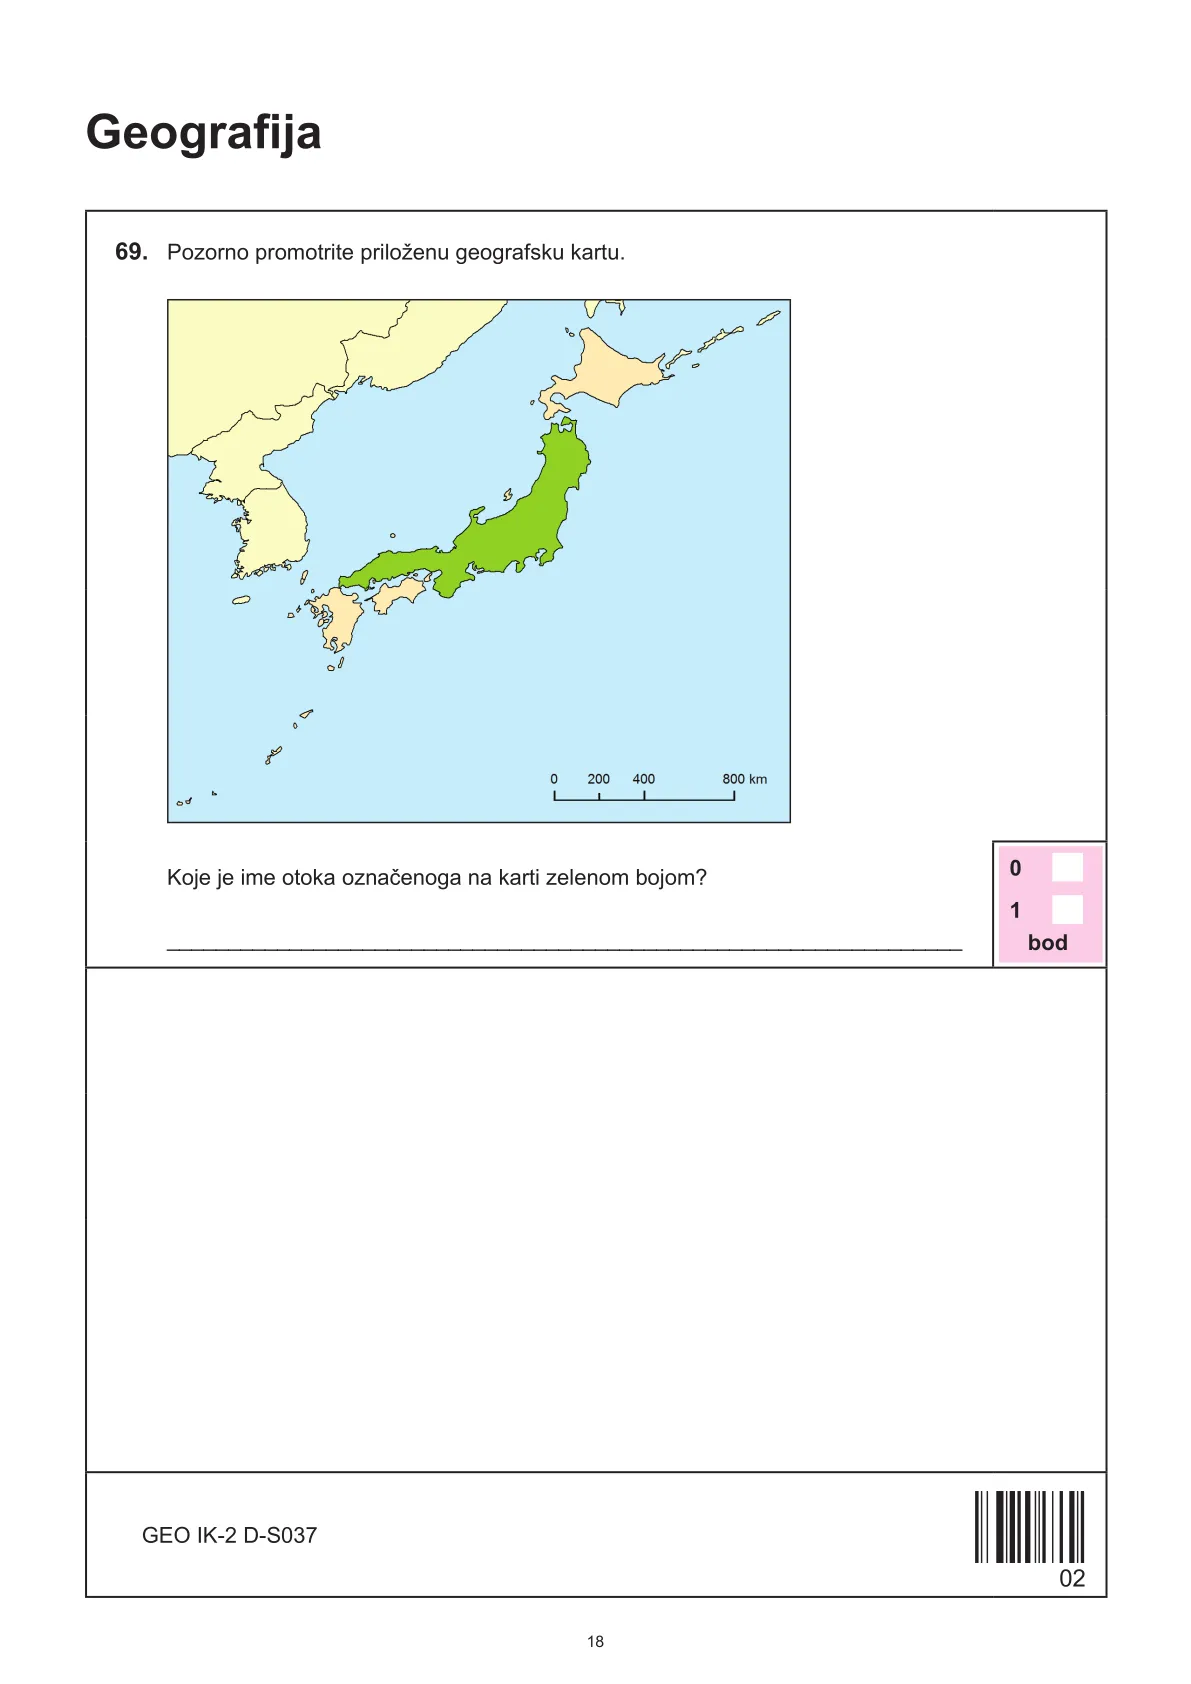 Geografija
69. Pozorno promotrite priloženu geografsku kartu.
0 200 400 800 km
Koje je ime otoka označenoga na karti zelenom bojom?
0
1
bod
GEO IK-2 D-S037
02
18